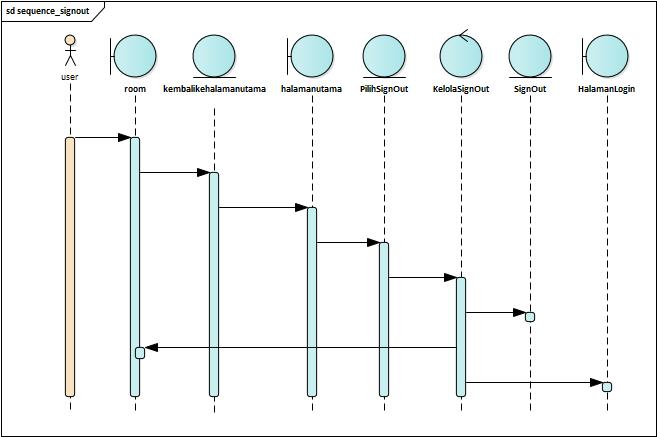 sd sequence_signout
user
room
kembalikehalamanutama
halamanutama
PilihSignOut
KelolaSignOut
SignOut
HalamanLogin